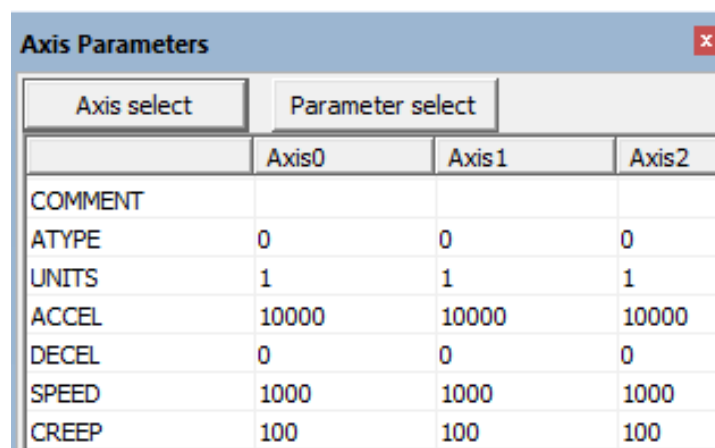 Axis Parameters x
Axis select Parameter select
Axis0 Axis1 Axis2
COMMENT
ATYPE 0 0 0
UNITS 1 1 1
ACCEL 10000 10000 10000
DECEL 0 0 0
SPEED 1000 1000 1000
CREEP 100 100 100